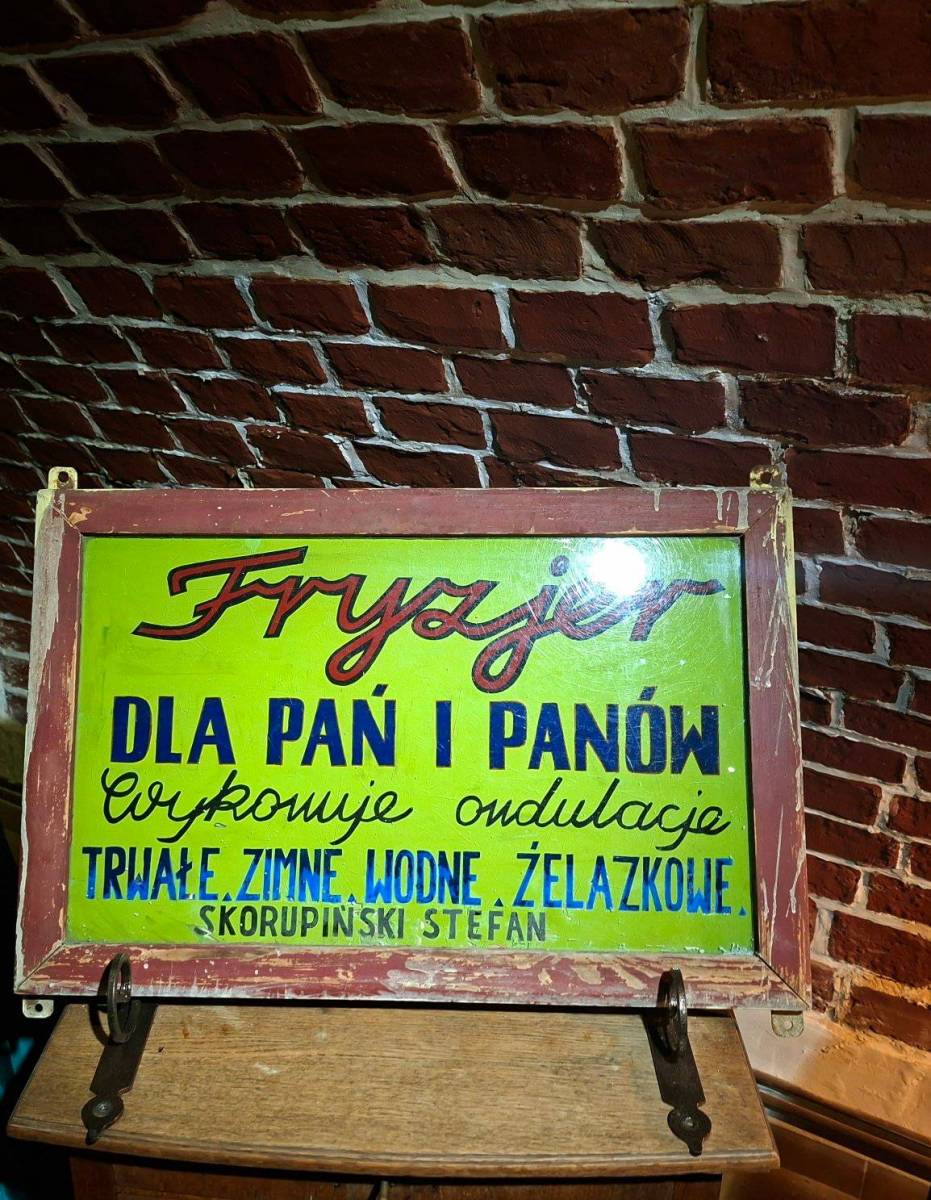 Fryzjer
DLA PAŃ I PANÓW
Wykonuje ondulacje
TRWAŁE. ZIMNE. WODNE. ŻELAZKOWE.
SKORUPIŃSKI STEFAN